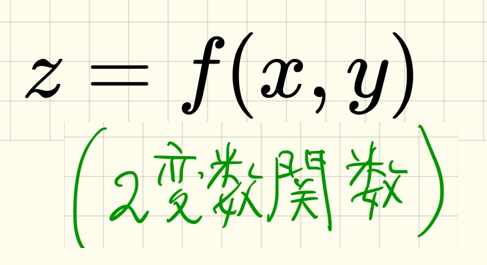 z = f(x, y)
(2変数関数)